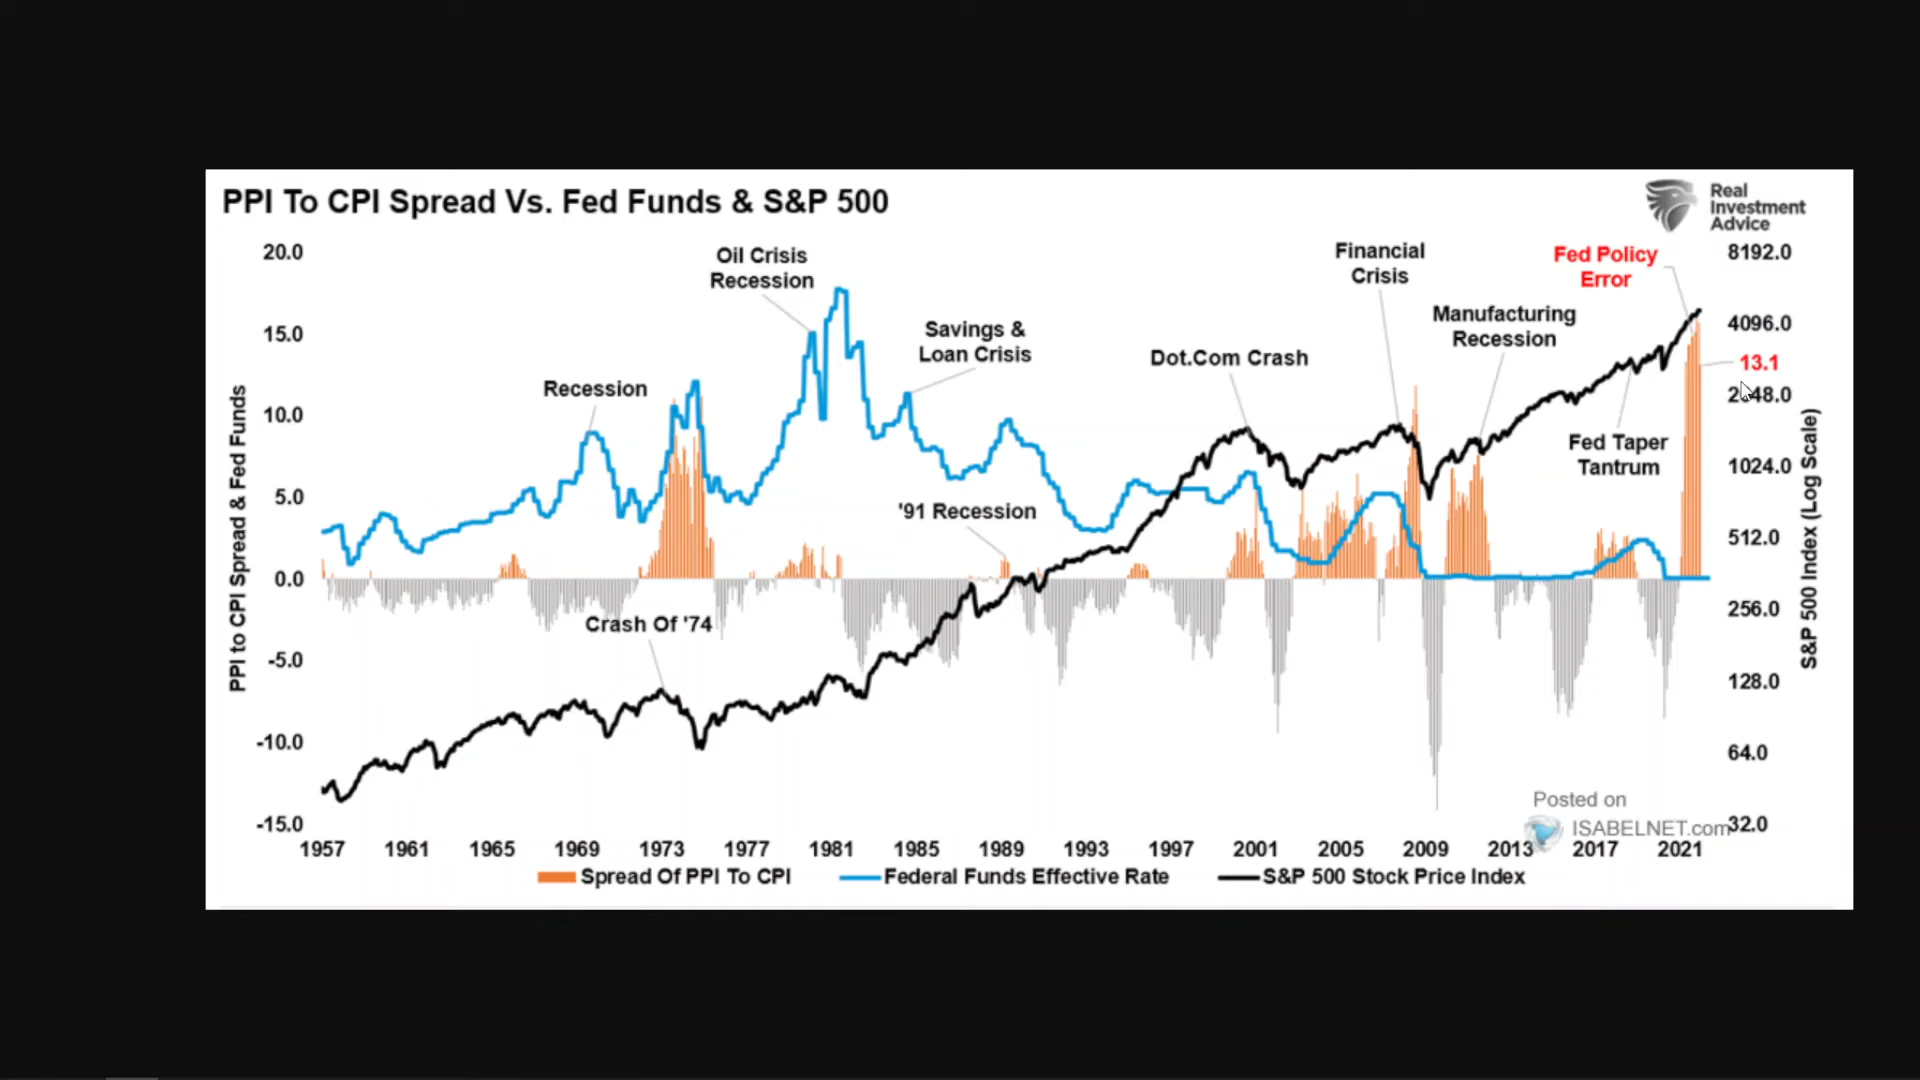 PPI To CPI Spread Vs. Fed Funds & S&P 500
Real
Investment
Advice
20.0
15.0
10.0
5.0
0.0
-5.0
-10.0
-15.0
PPI to CPI Spread & Fed Funds
Recession
Oil Crisis
Recession
Savings &
Loan Crisis
'91 Recession
Crash Of '74
Dot.Com Crash
Financial
Crisis
Manufacturing
Recession
Fed Policy
Error
Fed Taper
Tantrum
13.1
8192.0
4096.0
2048.0
1024.0
512.0
256.0
128.0
64.0
32.0
S&P 500 Index (Log Scale)
Posted on
ISABELNET.com
1957 1961 1965 1969 1973 1977 1981 1985 1989 1993 1997 2001 2005 2009 2013 2017 2021
Spread Of PPI To CPI Federal Funds Effective Rate S&P 500 Stock Price Index